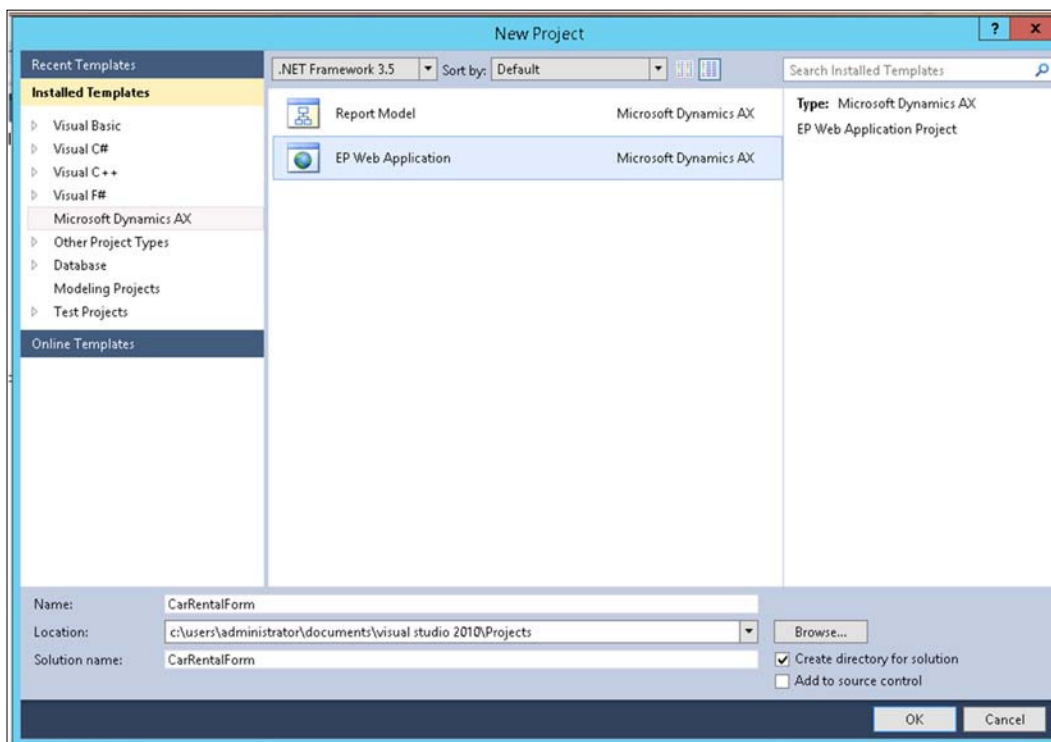 New Project
? x
Recent Templates
.NET Framework 3.5 Sort by: Default
Search Installed Templates
Installed Templates
Visual Basic
Visual C#
Visual C++
Visual F#
Microsoft Dynamics AX
Other Project Types
Database
Modeling Projects
Test Projects
Online Templates
Report Model Microsoft Dynamics AX
EP Web Application Microsoft Dynamics AX
Type: Microsoft Dynamics AX
EP Web Application Project
Name: CarRentalForm
Location: c:\users\administrator\documents\visual studio 2010\Projects Browse...
Solution name: CarRentalForm
Create directory for solution
Add to source control
OK Cancel